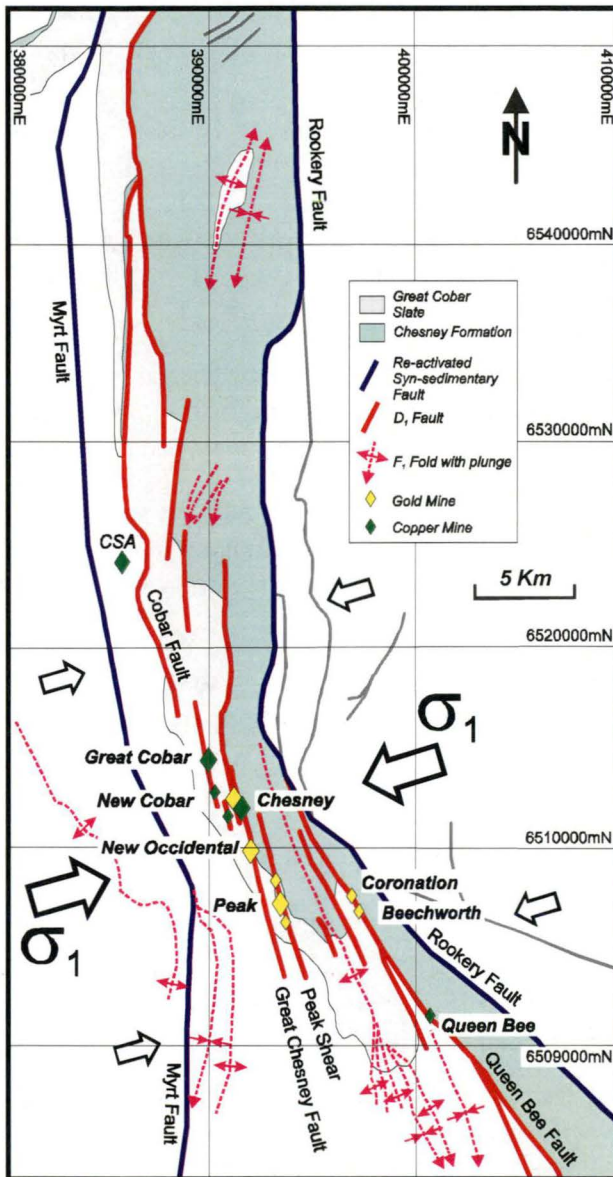 380000mE
390000mE
400000mE
410000mE
Rookery Fault
N
6540000mN
Great Cobar
Slate
Chesney Formation
Re-activated
Syn-sedimentary
Fault
D, Fault
F, Fold with plunge
Gold Mine
Copper Mine
Myrt Fault
6530000mN
CSA
5 Km
Cobar Fault
6520000mN
σ1
Great Cobar
New Cobar
Chesney
New Occidental
6510000mN
Coronation
Beechworth
Peak
σ1
Rookery Fault
Queen Bee
Peak Shear
Great Chesney Fault
6509000mN
Myrt Fault
Queen Bee Fault